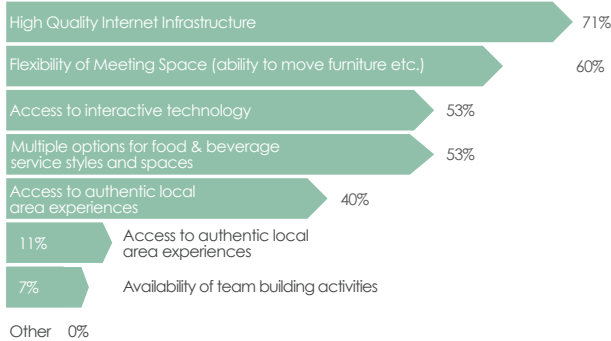 High Quality Internet Infrastructure 71%
Flexibility of Meeting Space (ability to move furniture etc.) 60%
Access to interactive technology 53%
Multiple options for food & beverage
service styles and spaces 53%
Access to authentic local
area experiences 40%
11% Access to authentic local
area experiences
7% Availability of team building activities
Other 0%